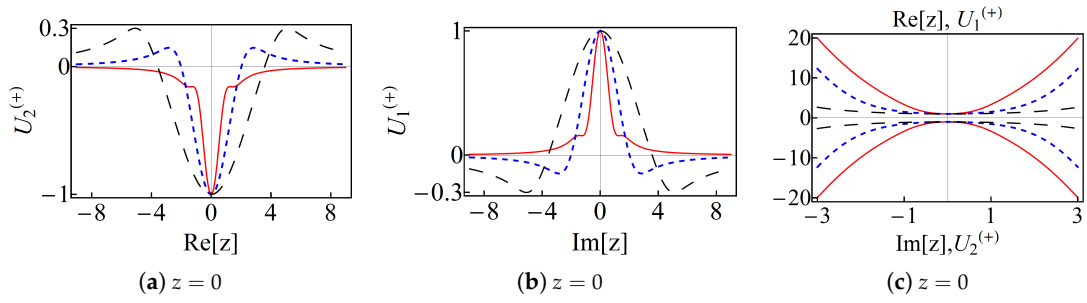 0.3
0
−1
U₂⁽⁺⁾
−8 −4 0 4 8
Re[z]
(a) z = 0
1
0
−0.3
U₁⁽⁺⁾
−8 −4 0 4 8
Im[z]
(b) z = 0
Re[z], U₁⁽⁺⁾
20
10
0
−10
−20
−3 −1 1 3
Im[z],U₂⁽⁺⁾
(c) z = 0